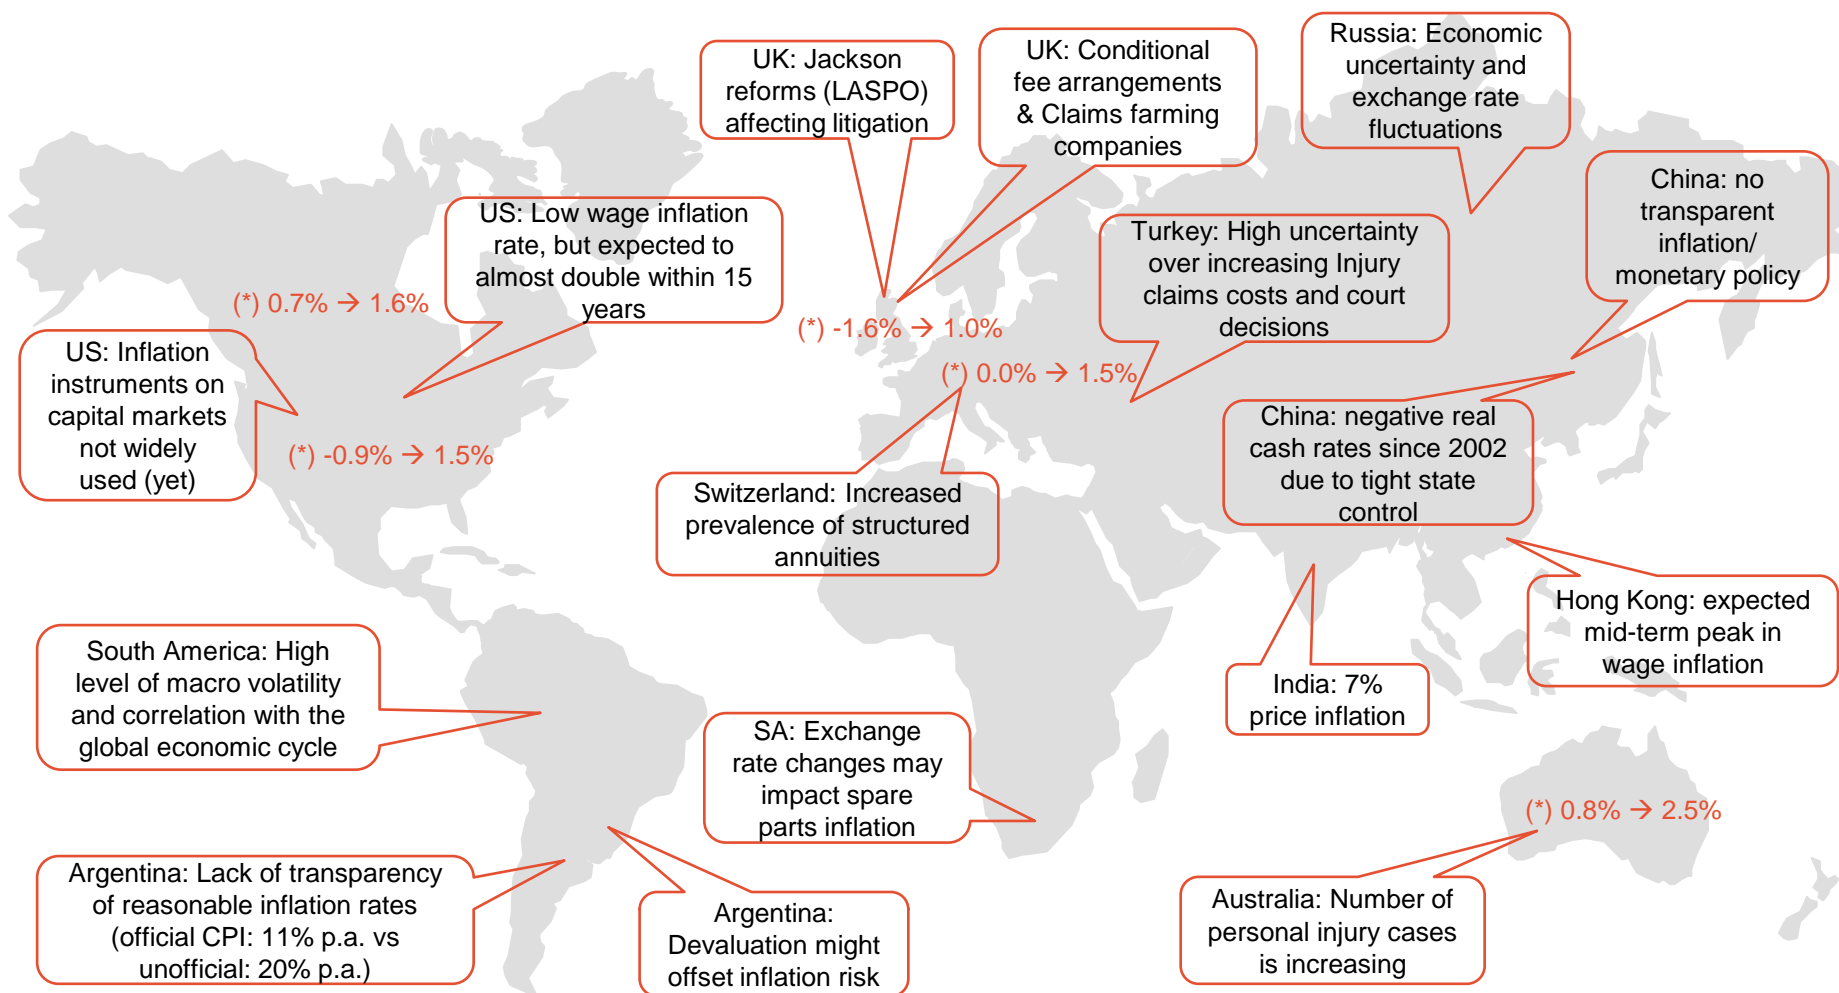 UK: Jackson
reforms (LASPO)
affecting litigation
UK: Conditional
fee arrangements
& Claims farming
companies
Russia: Economic
uncertainty and
exchange rate
fluctuations
China: no
transparent
inflation/
monetary policy
US: Low wage inflation
rate, but expected to
almost double within 15
years
Turkey: High uncertainty
over increasing Injury
claims costs and court
decisions
(*) 0.7% → 1.6%
(*) -1.6% → 1.0%
US: Inflation
instruments on
capital markets
not widely
used (yet)
(*) 0.0% → 1.5%
(*) -0.9% → 1.5%
China: negative real
cash rates since 2002
due to tight state
control
Switzerland: Increased
prevalence of structured
annuities
Hong Kong: expected
mid-term peak in
wage inflation
South America: High
level of macro volatility
and correlation with the
global economic cycle
India: 7%
price inflation
SA: Exchange
rate changes may
impact spare
parts inflation
(*) 0.8% → 2.5%
Argentina: Lack of transparency
of reasonable inflation rates
(official CPI: 11% p.a. vs
unofficial: 20% p.a.)
Argentina:
Devaluation might
offset inflation risk
Australia: Number of
personal injury cases
is increasing